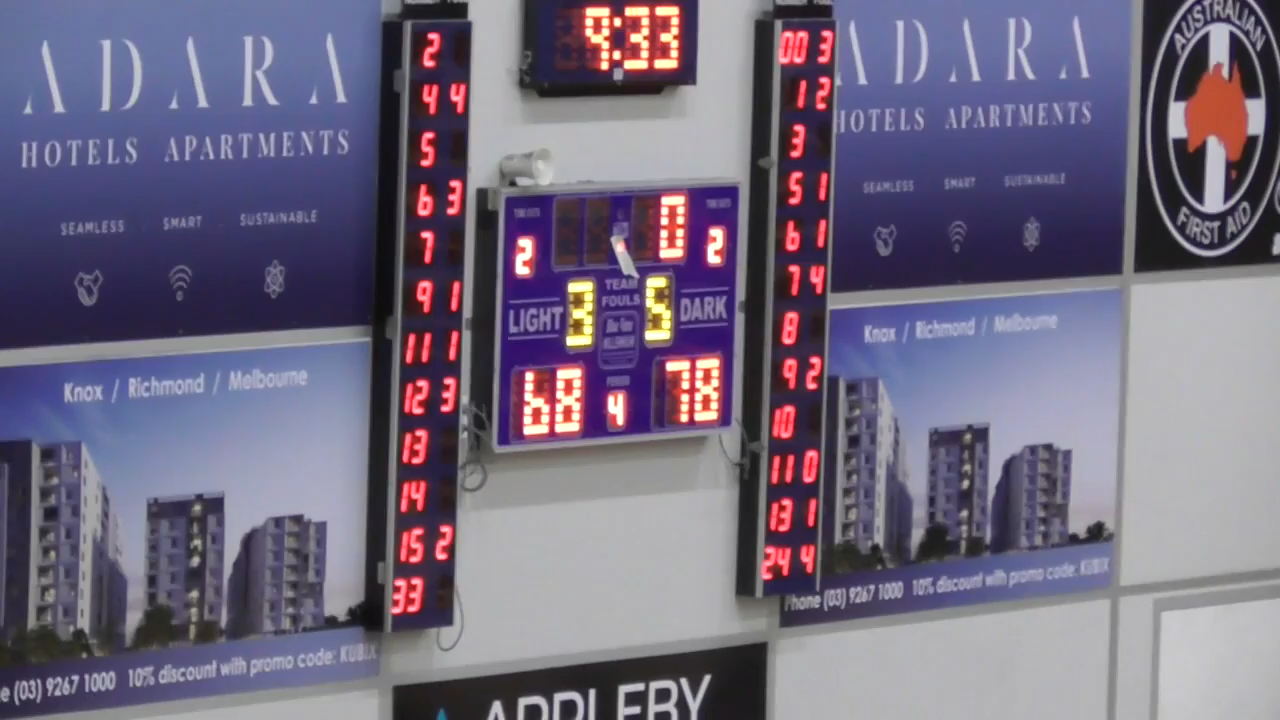 ADARA
HOTELS APARTMENTS
SEAMLESS SMART SUSTAINABLE
Knox / Richmond / Melbourne
e (03) 9267 1000 10% discount with promo code: KUBIX
2
4 4
5
6 3
7
9 1
11 1
12 3
13
14
15 2
33
9:33
TIME OUTS
0
TIME OUTS
2
2
TEAM
FOULS
LIGHT
3
5
DARK
PERIOD
68
4
78
00 3
1 2
3
5 1
6 1
7 4
8
9 2
10
11 0
13 1
24 4
ADARA
HOTELS APARTMENTS
SEAMLESS SMART SUSTAINABLE
Knox / Richmond / Melbourne
Phone (03) 9267 1000 10% discount with promo code: KUBIX
AUSTRALIAN
FIRST AID
APPLEBY